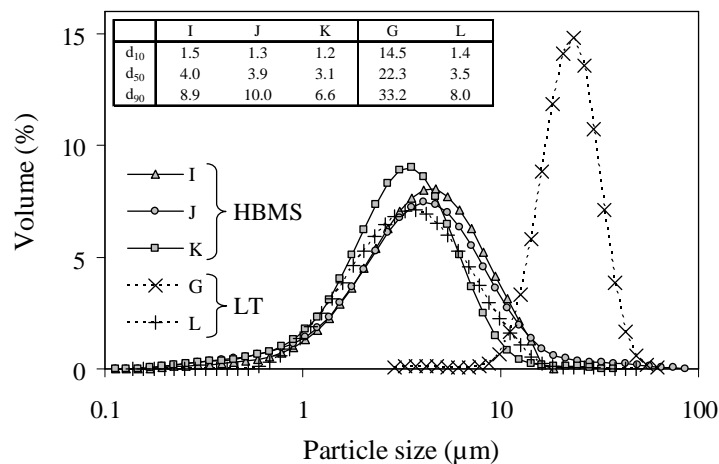 I J K G L
d10 1.5 1.3 1.2 14.5 1.4
d50 4.0 3.9 3.1 22.3 3.5
d90 8.9 10.0 6.6 33.2 8.0
15
10
5
0
Volume (%)
I
J
K
HBMS
G
L
LT
0.1 1 10 100
Particle size (µm)